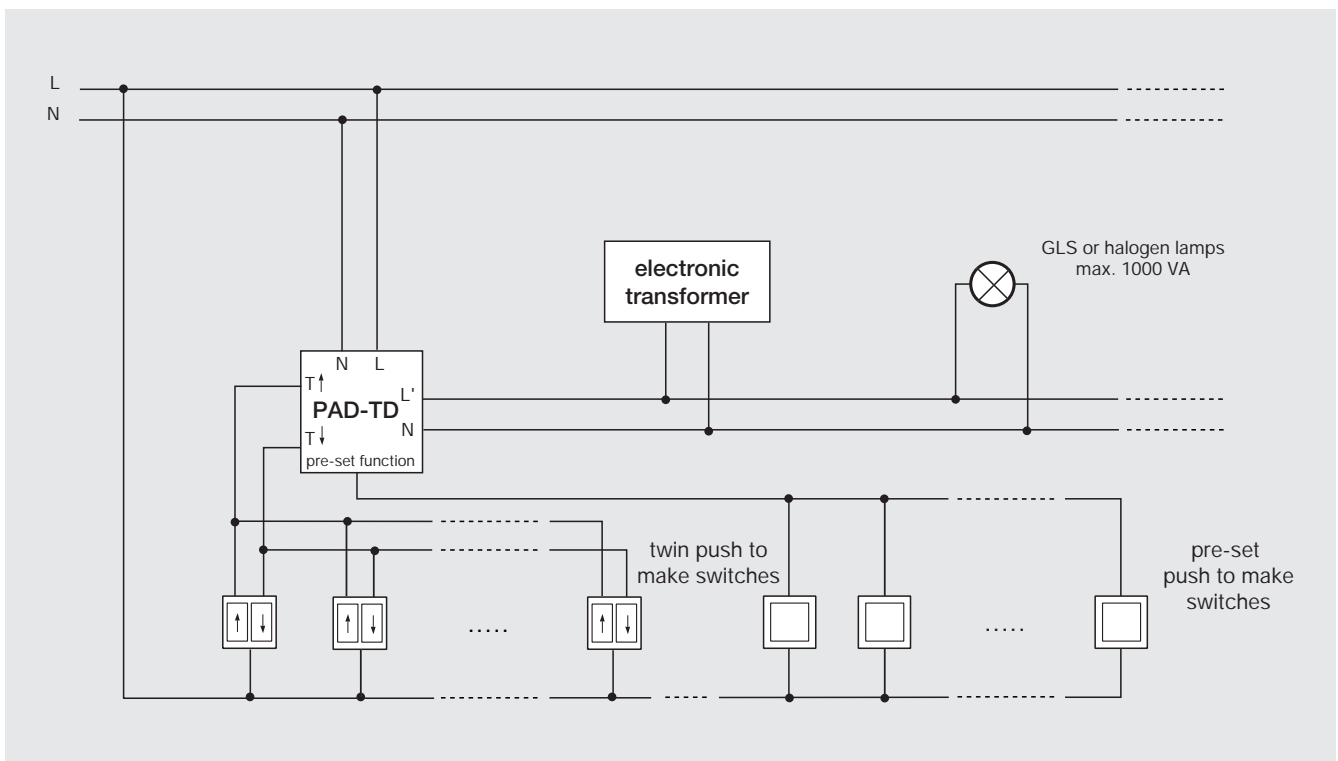 L
N
electronic
transformer
GLS or halogen lamps
max. 1000 VA
N L
T↑
L'
PAD-TD
N
T↓
pre-set function
twin push to
make switches
pre-set
push to make
switches
↑ ↓
↑ ↓
.....
↑ ↓
.....